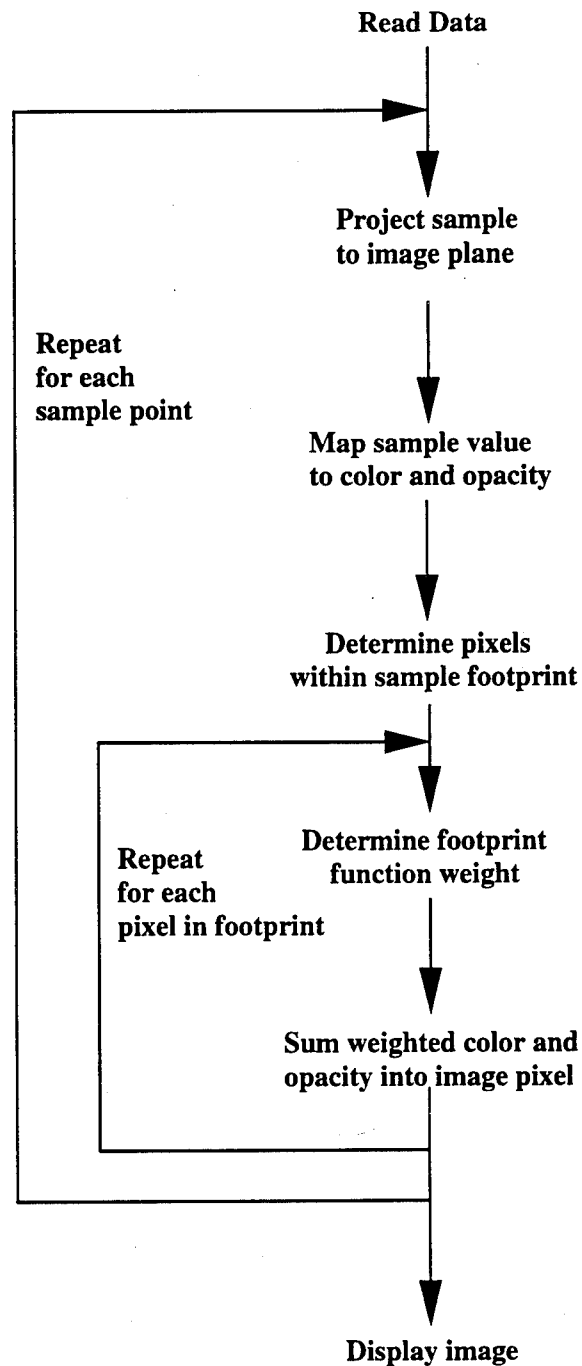 Read Data
Project sample
to image plane
Repeat
for each
sample point
Map sample value
to color and opacity
Determine pixels
within sample footprint
Repeat
for each
pixel in footprint
Determine footprint
function weight
Sum weighted color and
opacity into image pixel
Display image